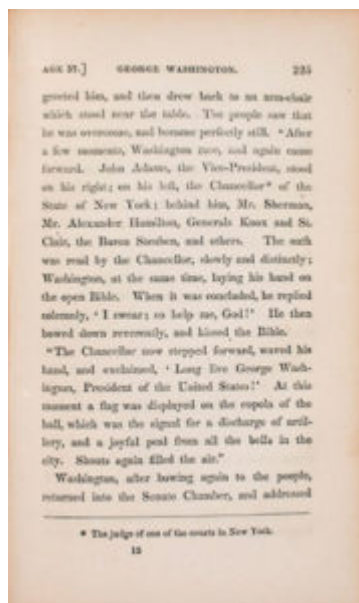 AGE 57.] GEORGE WASHINGTON. 225
greeted him, and then drew back to an arm-chair
which stood near the table. The people saw that
he was overcome, and became perfectly still. "After
a few moments, Washington rose, and again came
forward. John Adams, the Vice-President, stood
on his right; on his left, the Chancellor* of the
State of New York; behind him, Mr. Sherman,
Mr. Alexander Hamilton, Generals Knox and St.
Clair, the Baron Steuben, and others. The oath
was read by the Chancellor, slowly and distinctly;
Washington, at the same time, laying his hand on
the open Bible. When it was concluded, he replied
solemnly, ' I swear; so help me, God!' He then
bowed down reverently, and kissed the Bible.
"The Chancellor now stepped forward, waved his
hand, and exclaimed, ' Long live George Wash-
ington, President of the United States!' At this
moment a flag was displayed on the cupola of the
hall, which was the signal for a discharge of artil-
lery, and a joyful peal from all the bells in the
city. Shouts again filled the air."
Washington, after bowing again to the people,
returned into the Senate Chamber, and addressed
* The judge of one of the courts in New York.
15